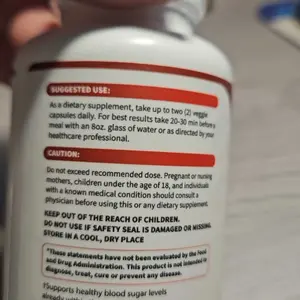 SUGGESTED USE:
As a dietary supplement, take up to two (2) veggie
capsules daily. For best results take 20-30 min before a
meal with an 8oz. glass of water or as directed by your
healthcare professional.
CAUTION:
Do not exceed recommended dose. Pregnant or nursing
mothers, children under the age of 18, and individuals
with a known medical condition should consult a
physician before using this or any dietary supplement.
KEEP OUT OF THE REACH OF CHILDREN.
DO NOT USE IF SAFETY SEAL IS DAMAGED OR MISSING.
STORE IN A COOL, DRY PLACE
*These statements have not been evaluated by the Food
and Drug Administration. This product is not intended to
diagnose, treat, cure or prevent any disease.
†Supports healthy blood sugar levels
already within